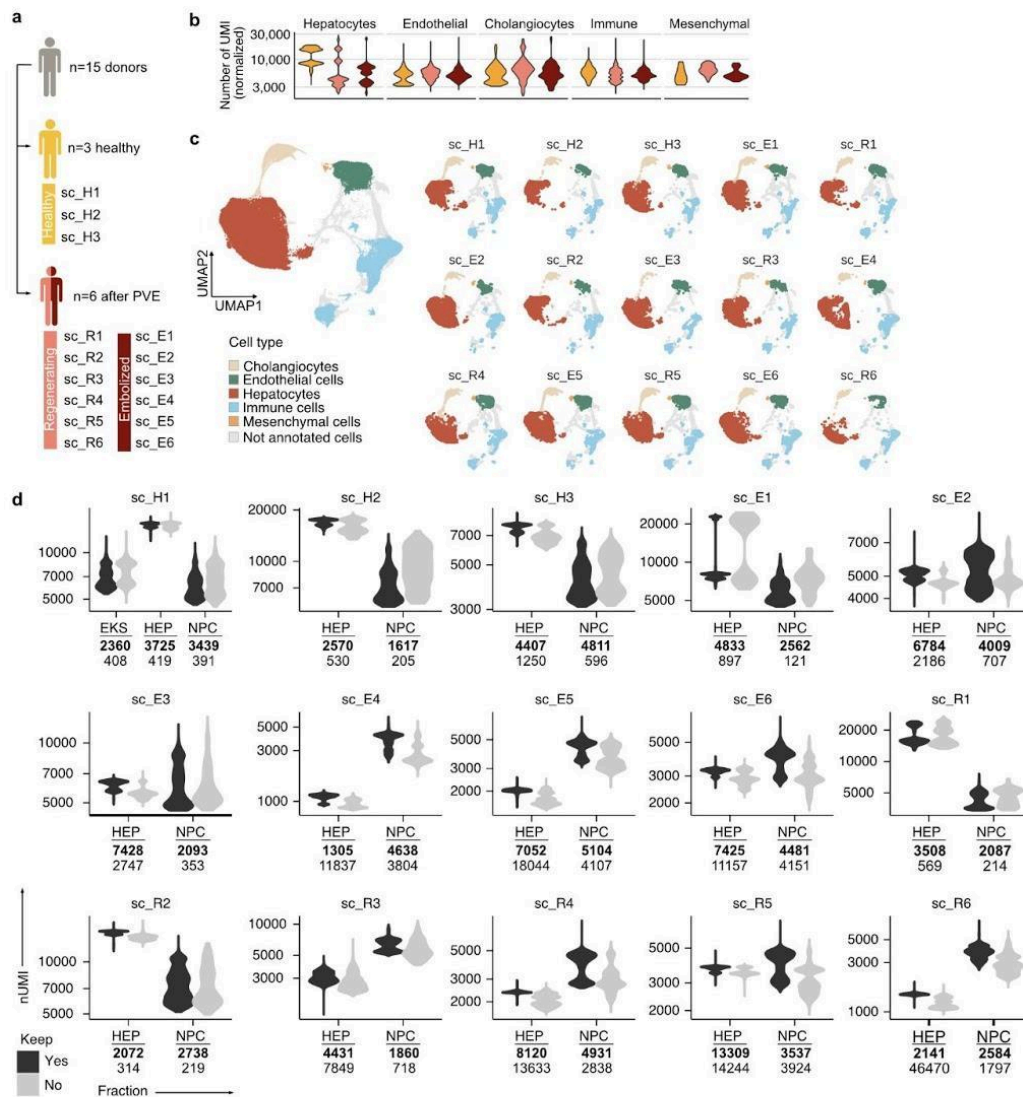 a
n=15 donors
n=3 healthy
Healthy
sc_H1
sc_H2
sc_H3
n=6 after PVE
Regenerating
sc_R1
sc_R2
sc_R3
sc_R4
sc_R5
sc_R6
Embolized
sc_E1
sc_E2
sc_E3
sc_E4
sc_E5
sc_E6
b
Hepatocytes Endothelial Cholangiocytes Immune Mesenchymal
Number of UMI
(normalized)
30,000
10,000
3,000
c
UMAP2
UMAP1
Cell type
Cholangiocytes
Endothelial cells
Hepatocytes
Immune cells
Mesenchymal cells
Not annotated cells
sc_H1 sc_H2 sc_H3 sc_E1 sc_R1
sc_E2 sc_R2 sc_E3 sc_R3 sc_E4
sc_R4 sc_E5 sc_R5 sc_E6 sc_R6
d
sc_H1
10000
7000
5000
EKS HEP NPC
2360 3725 3439
408 419 391
sc_H2
20000
10000
7000
HEP NPC
2570 1617
530 205
sc_H3
7000
5000
3000
HEP NPC
4407 4811
1250 596
sc_E1
20000
10000
5000
HEP NPC
4833 2562
897 121
sc_E2
7000
5000
4000
HEP NPC
6784 4009
2186 707
sc_E3
10000
7000
5000
HEP NPC
7428 2093
2747 353
sc_E4
5000
3000
1000
HEP NPC
1305 4638
11837 3804
sc_E5
5000
3000
2000
HEP NPC
7052 5104
18044 4107
sc_E6
5000
3000
2000
HEP NPC
7425 4481
11157 4151
sc_R1
20000
10000
5000
HEP NPC
3508 2087
569 214
sc_R2
10000
7000
5000
HEP NPC
2072 2738
314 219
sc_R3
10000
5000
3000
HEP NPC
4431 1860
7849 718
sc_R4
5000
3000
2000
HEP NPC
8120 4931
13633 2838
sc_R5
5000
3000
2000
HEP NPC
13309 3537
14244 3924
sc_R6
5000
3000
1000
HEP NPC
2141 2584
46470 1797
nUMI
Keep
Yes
No
Fraction